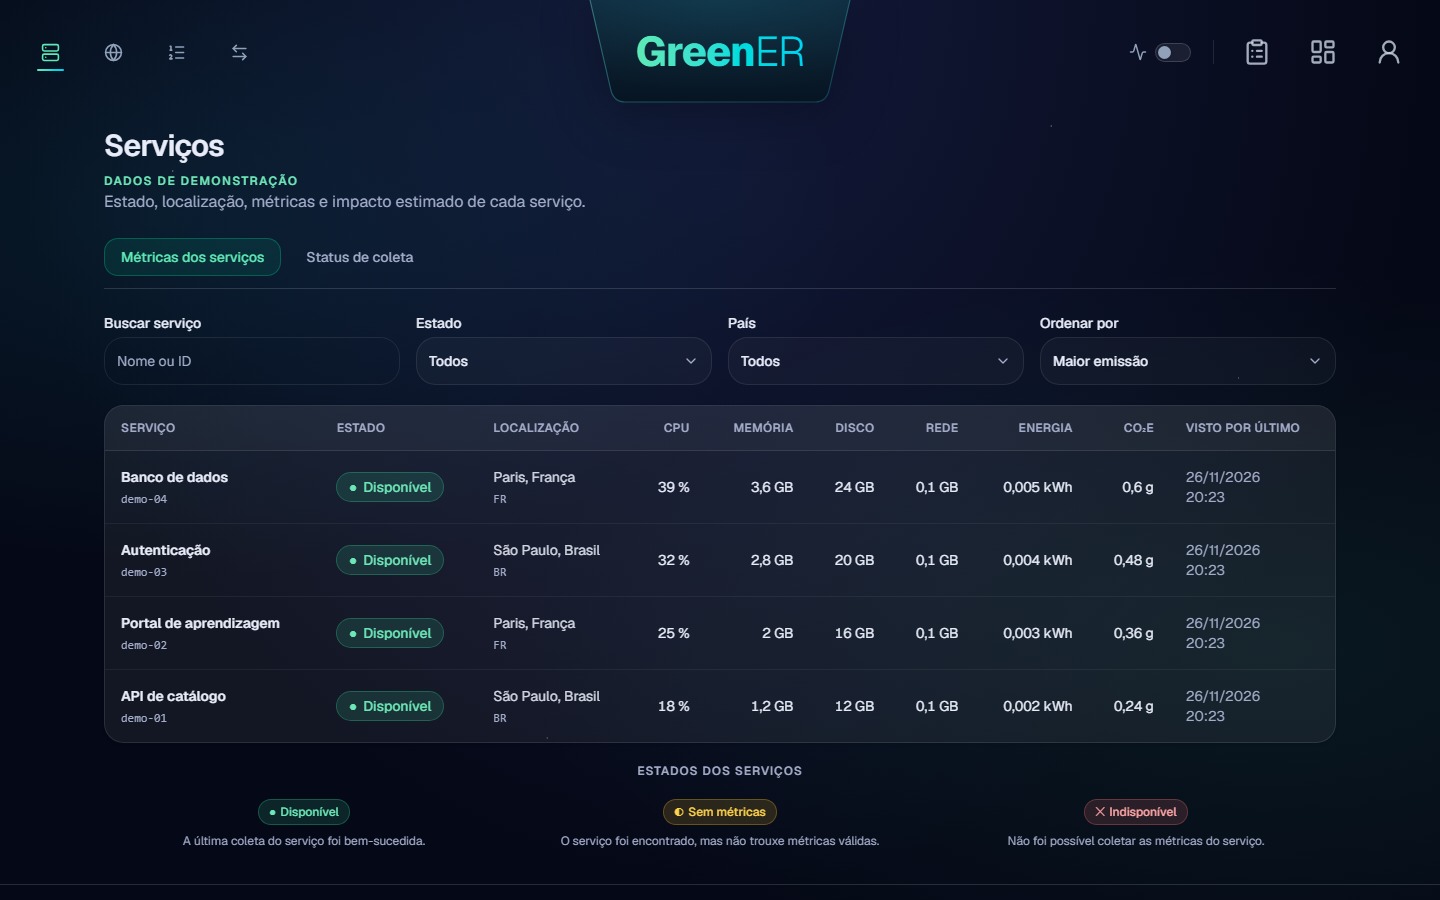 GreenER
Serviços
DADOS DE DEMONSTRAÇÃO
Estado, localização, métricas e impacto estimado de cada serviço.
Métricas dos serviços Status de coleta
Buscar serviço Estado País Ordenar por
Nome ou ID Todos Todos Maior emissão
SERVIÇO ESTADO LOCALIZAÇÃO CPU MEMÓRIA DISCO REDE ENERGIA CO₂E VISTO POR ÚLTIMO
Banco de dados Disponível Paris, França 39 % 3,6 GB 24 GB 0,1 GB 0,005 kWh 0,6 g 26/11/2026
demo-04 FR 20:23
Autenticação Disponível São Paulo, Brasil 32 % 2,8 GB 20 GB 0,1 GB 0,004 kWh 0,48 g 26/11/2026
demo-03 BR 20:23
Portal de aprendizagem Disponível Paris, França 25 % 2 GB 16 GB 0,1 GB 0,003 kWh 0,36 g 26/11/2026
demo-02 FR 20:23
API de catálogo Disponível São Paulo, Brasil 18 % 1,2 GB 12 GB 0,1 GB 0,002 kWh 0,24 g 26/11/2026
demo-01 BR 20:23
ESTADOS DOS SERVIÇOS
Disponível Sem métricas Indisponível
A última coleta do serviço foi bem-sucedida. O serviço foi encontrado, mas não trouxe métricas válidas. Não foi possível coletar as métricas do serviço.